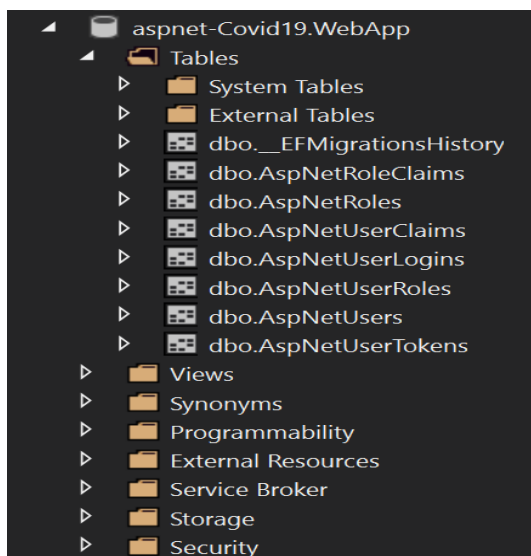 aspnet-Covid19.WebApp
Tables
System Tables
External Tables
dbo.__EFMigrationsHistory
dbo.AspNetRoleClaims
dbo.AspNetRoles
dbo.AspNetUserClaims
dbo.AspNetUserLogins
dbo.AspNetUserRoles
dbo.AspNetUsers
dbo.AspNetUserTokens
Views
Synonyms
Programmability
External Resources
Service Broker
Storage
Security